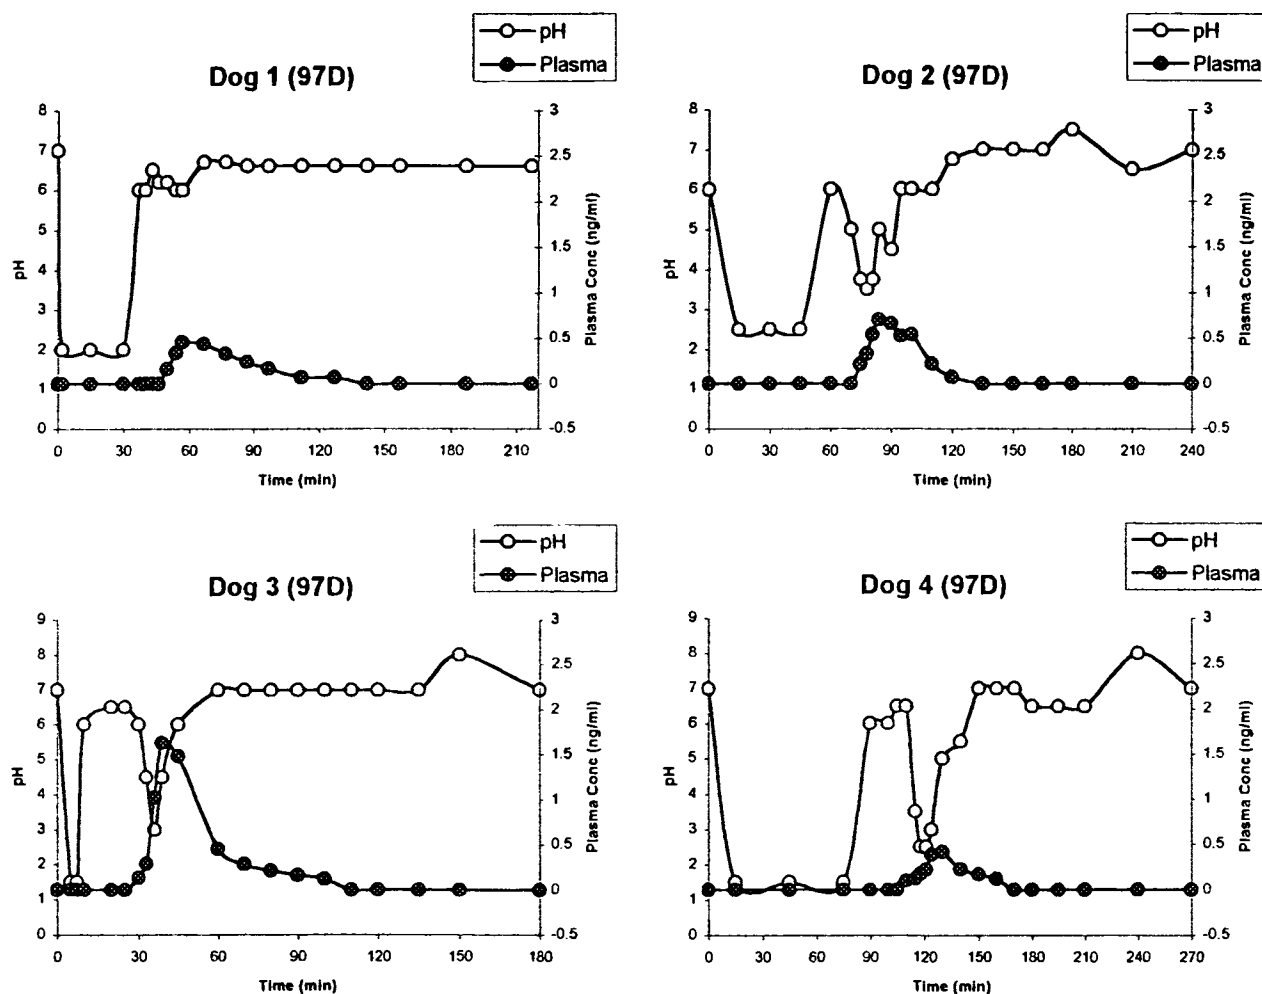 pH
Plasma
Dog 1 (97D)
8
7
6
5
4
3
2
1
0
pH
3
2.5
2
1.5
1
0.5
0
-0.5
Plasma Conc (ng/ml)
0 30 60 90 120 150 180 210
Time (min)
pH
Plasma
Dog 2 (97D)
8
7
6
5
4
3
2
1
0
pH
3
2.5
2
1.5
1
0.5
0
-0.5
Plasma Conc (ng/ml)
0 30 60 90 120 150 180 210 240
Time (min)
pH
Plasma
Dog 3 (97D)
9
8
7
6
5
4
3
2
1
0
pH
3
2.5
2
1.5
1
0.5
0
-0.5
Plasma Conc (ng/ml)
0 30 60 90 120 150 180
Time (min)
pH
Plasma
Dog 4 (97D)
9
8
7
6
5
4
3
2
1
0
pH
3
2.5
2
1.5
1
0.5
0
-0.5
Plasma Conc (ng/ml)
0 30 60 90 120 150 180 210 240 270
Time (min)